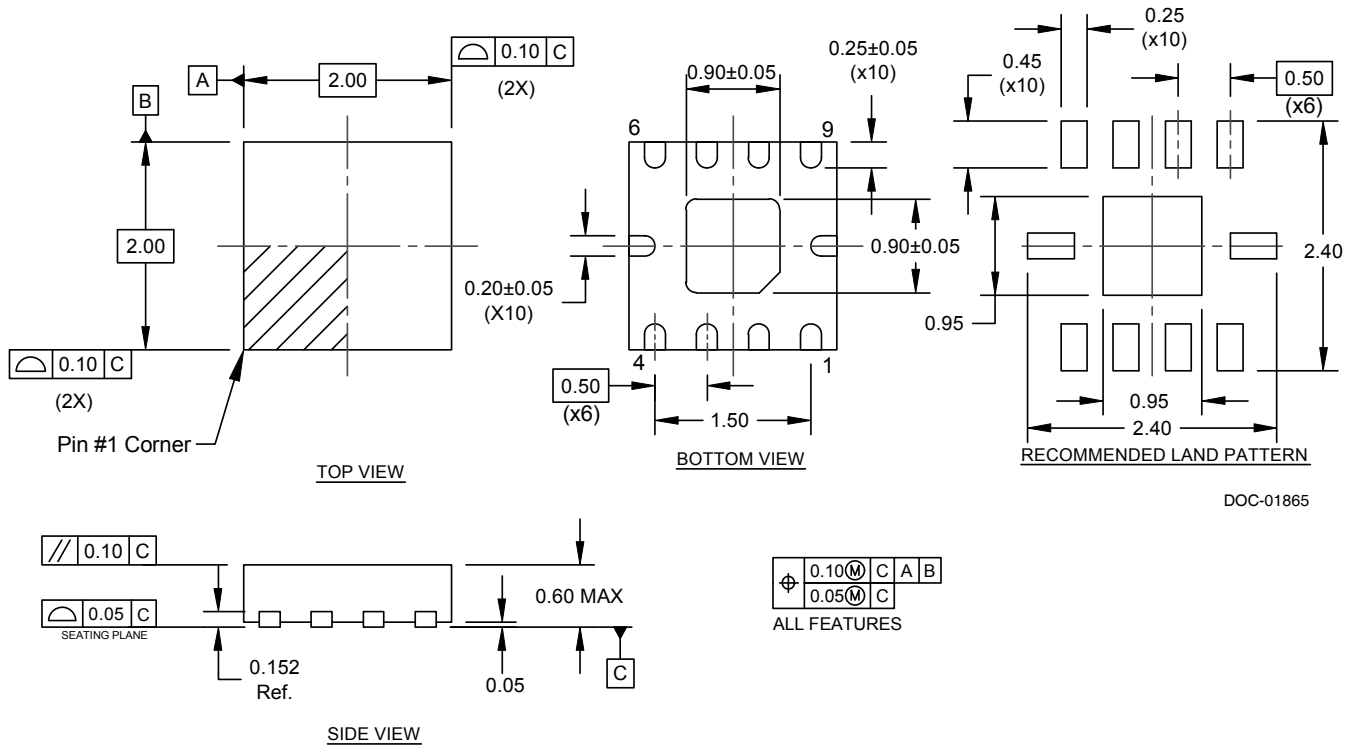 A
2.00
⌓ 0.10 C
(2X)
B
2.00
⌓ 0.10 C
(2X)
Pin #1 Corner
TOP VIEW
0.90±0.05
0.25±0.05
(x10)
6
9
0.90±0.05
0.20±0.05
(X10)
4
1
0.50
(x6)
1.50
BOTTOM VIEW
0.25
(x10)
0.45
(x10)
0.50
(x6)
2.40
0.95
0.95
2.40
RECOMMENDED LAND PATTERN
DOC-01865
// 0.10 C
⌓ 0.05 C
SEATING PLANE
0.152
Ref.
0.60 MAX
0.05
C
SIDE VIEW
⌖ 0.10Ⓜ C A B
0.05Ⓜ C
ALL FEATURES